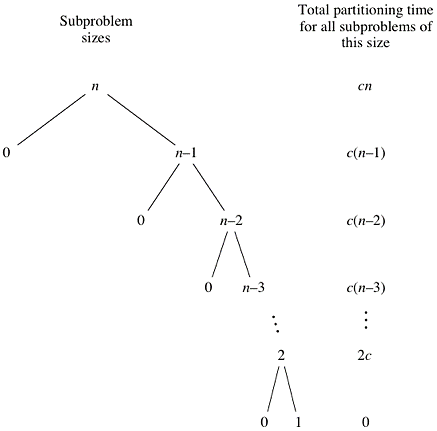 Subproblem
sizes
Total partitioning time
for all subproblems of
this size
n
cn
0
n–1
c(n–1)
0
n–2
c(n–2)
0
n–3
c(n–3)
⋱
⋮
2
2c
0
1
0